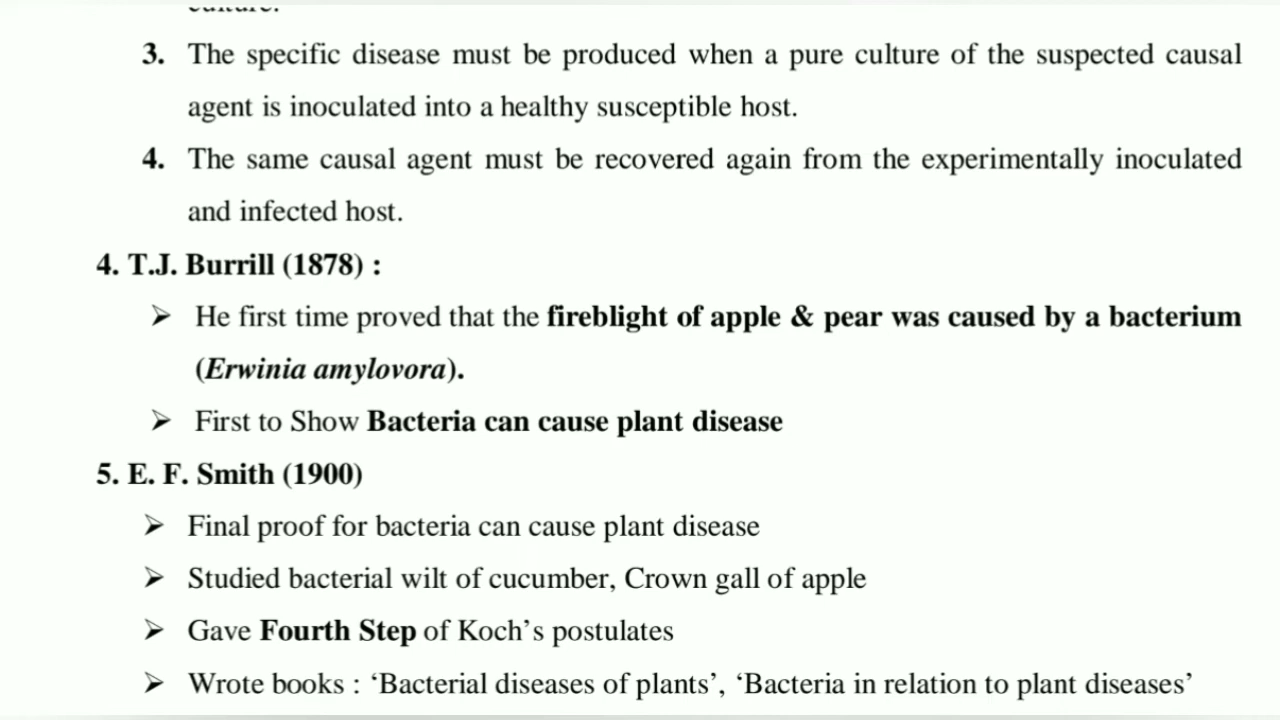 3. The specific disease must be produced when a pure culture of the suspected causal
agent is inoculated into a healthy susceptible host.
4. The same causal agent must be recovered again from the experimentally inoculated
and infected host.
4. T.J. Burrill (1878) :
➢ He first time proved that the fireblight of apple & pear was caused by a bacterium
(Erwinia amylovora).
➢ First to Show Bacteria can cause plant disease
5. E. F. Smith (1900)
➢ Final proof for bacteria can cause plant disease
➢ Studied bacterial wilt of cucumber, Crown gall of apple
➢ Gave Fourth Step of Koch’s postulates
➢ Wrote books : ‘Bacterial diseases of plants’, ‘Bacteria in relation to plant diseases’